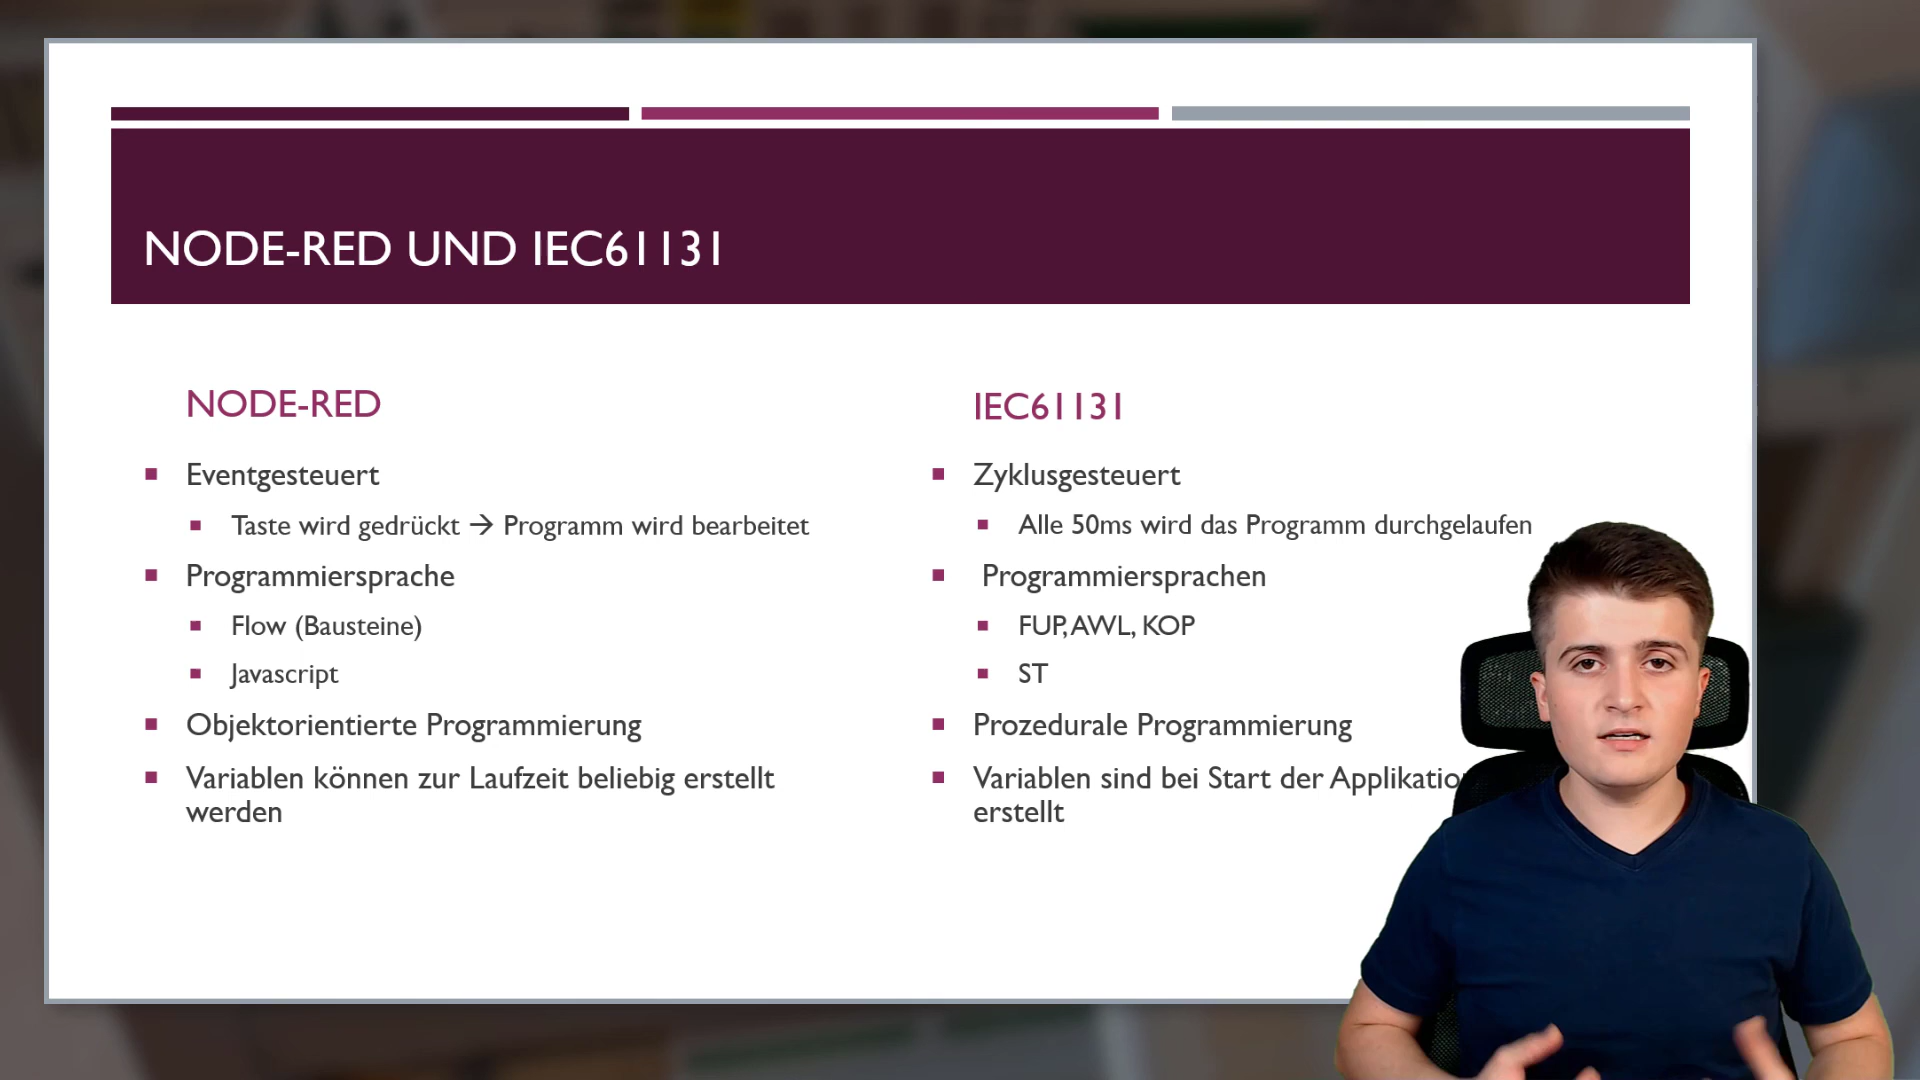 NODE-RED UND IEC61131
NODE-RED
Eventgesteuert
Taste wird gedrückt → Programm wird bearbeitet
Programmiersprache
Flow (Bausteine)
Javascript
Objektorientierte Programmierung
Variablen können zur Laufzeit beliebig erstellt
werden
IEC61131
Zyklusgesteuert
Alle 50ms wird das Programm durchgelaufen
Programmiersprachen
FUP, AWL, KOP
ST
Prozedurale Programmierung
Variablen sind bei Start der
erstellt